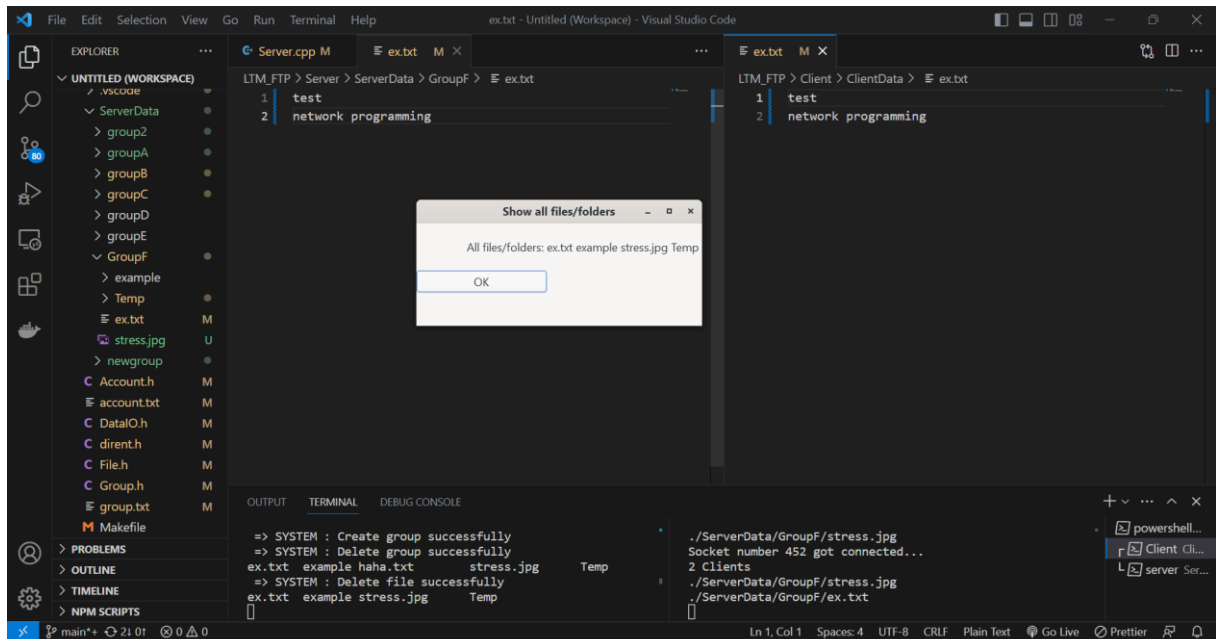 File Edit Selection View Go Run Terminal Help ex.txt - Untitled (Workspace) - Visual Studio Code
EXPLORER
UNTITLED (WORKSPACE)
.vscode
ServerData
group2
groupA
groupB
groupC
groupD
groupE
GroupF
example
Temp
ex.txt M
stress.jpg U
newgroup
C Account.h M
account.txt M
C DataIO.h M
C dirent.h M
C File.h M
C Group.h M
group.txt M
M Makefile
PROBLEMS
OUTLINE
TIMELINE
NPM SCRIPTS
80
Server.cpp M ex.txt M
LTM_FTP > Server > ServerData > GroupF > ex.txt
1 test
2 network programming
ex.txt M
LTM_FTP > Client > ClientData > ex.txt
1 test
2 network programming
Show all files/folders
All files/folders: ex.txt example stress.jpg Temp
OK
OUTPUT TERMINAL DEBUG CONSOLE
=> SYSTEM : Create group successfully
=> SYSTEM : Delete group successfully
ex.txt example haha.txt stress.jpg Temp
=> SYSTEM : Delete file successfully
ex.txt example stress.jpg Temp
./ServerData/GroupF/stress.jpg
Socket number 452 got connected...
2 Clients
./ServerData/GroupF/stress.jpg
./ServerData/GroupF/ex.txt
powershell...
Client Cli...
server Ser...
main*+ 2↓ 0↑ 0 0 Ln 1, Col 1 Spaces: 4 UTF-8 CRLF Plain Text Go Live Prettier